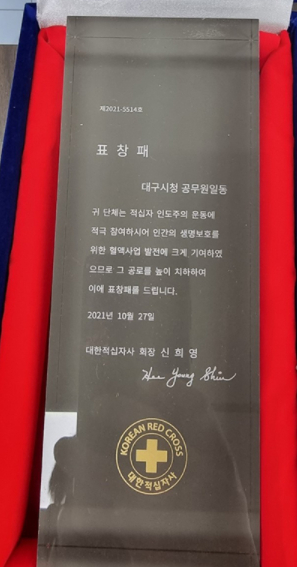 제2021-5514호
표 창 패
대구시청 공무원일동
귀 단체는 적십자 인도주의 운동에
적극 참여하시어 인간의 생명보호를
위한 혈액사업 발전에 크게 기여하였
으므로 그 공로를 높이 치하하여
이에 표창패를 드립니다.
2021년 10월 27일
대한적십자사 회장 신 희 영
Hee Young Shin
KOREAN RED CROSS
대한적십자사